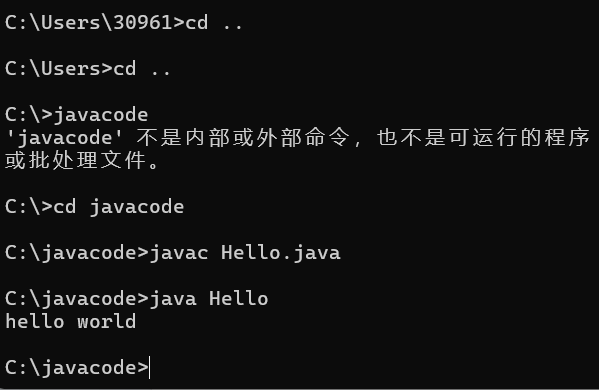 C:\Users\30961>cd ..
C:\Users>cd ..
C:\>javacode
'javacode' 不是内部或外部命令，也不是可运行的程序
或批处理文件。
C:\>cd javacode
C:\javacode>javac Hello.java
C:\javacode>java Hello
hello world
C:\javacode>